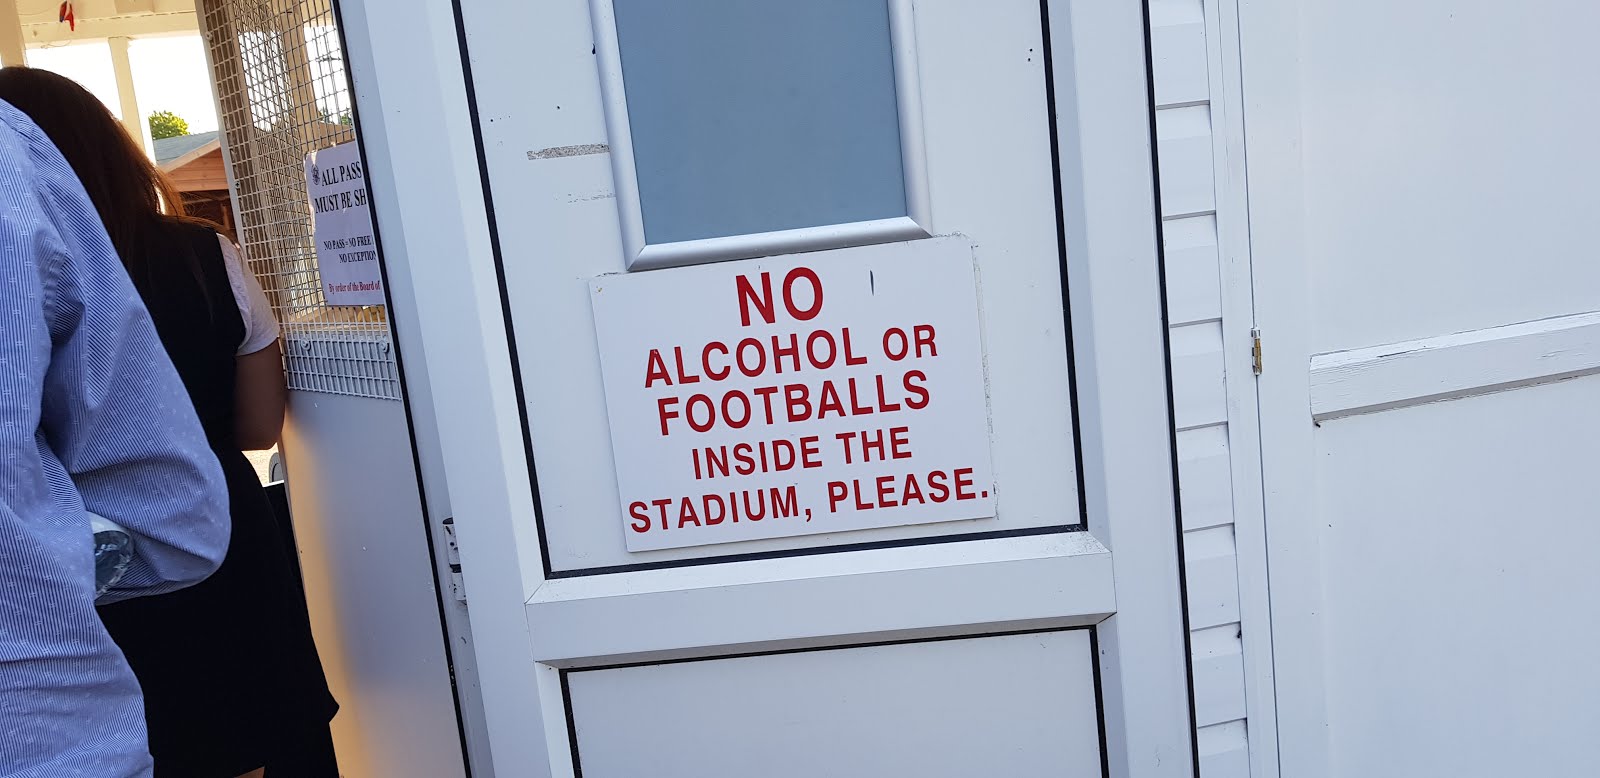 ALL PASS
MUST BE SH
NO PASS = NO FREE
NO EXCEPTION
By order of the Board of
NO
ALCOHOL OR
FOOTBALLS
INSIDE THE
STADIUM, PLEASE.